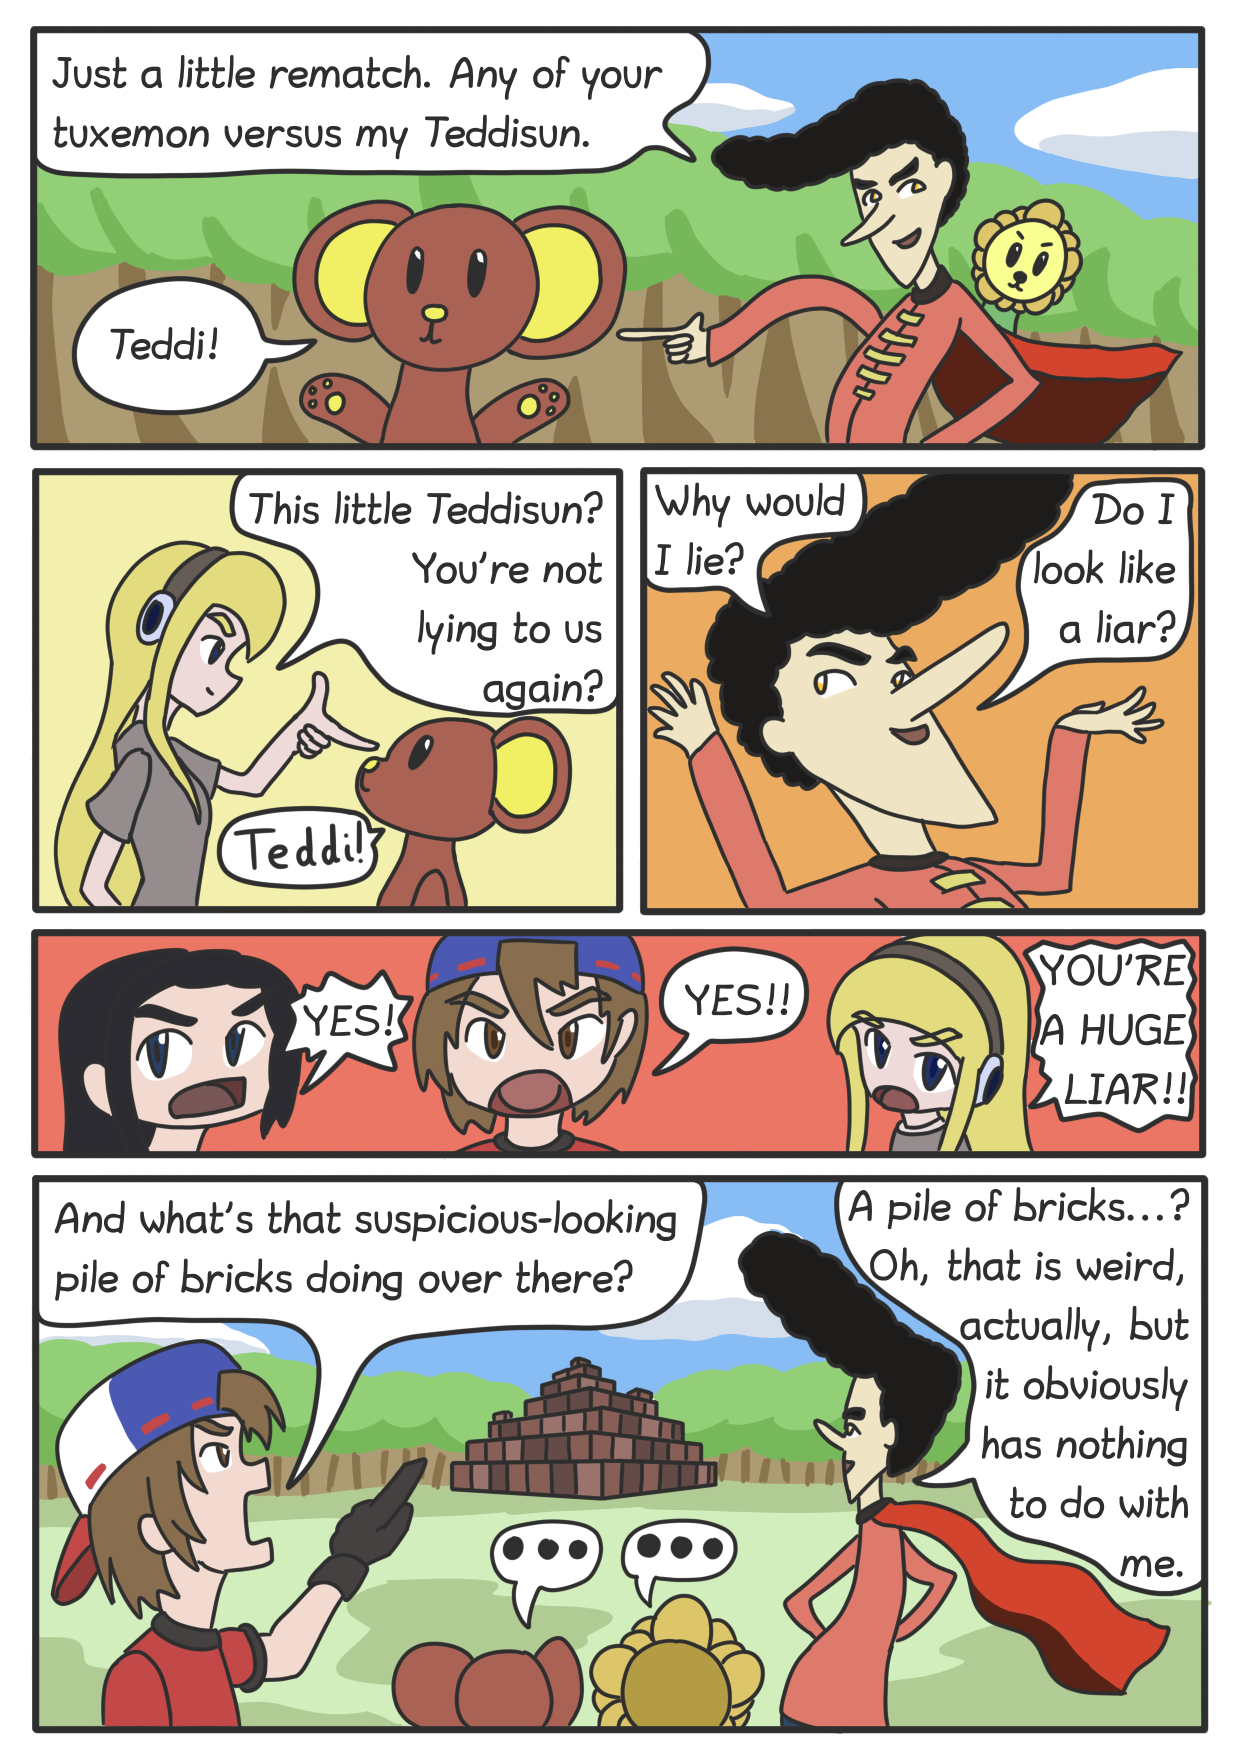 Just a little rematch. Any of your
tuxemon versus my Teddisun.
Teddi!
This little Teddisun?
You're not
lying to us
again?
Teddi!
Why would
I lie?
Do I
look like
a liar?
YES!
YES!!
YOU'RE
A HUGE
LIAR!!
And what's that suspicious-looking
pile of bricks doing over there?
A pile of bricks...?
Oh, that is weird,
actually, but
it obviously
has nothing
to do with
me.